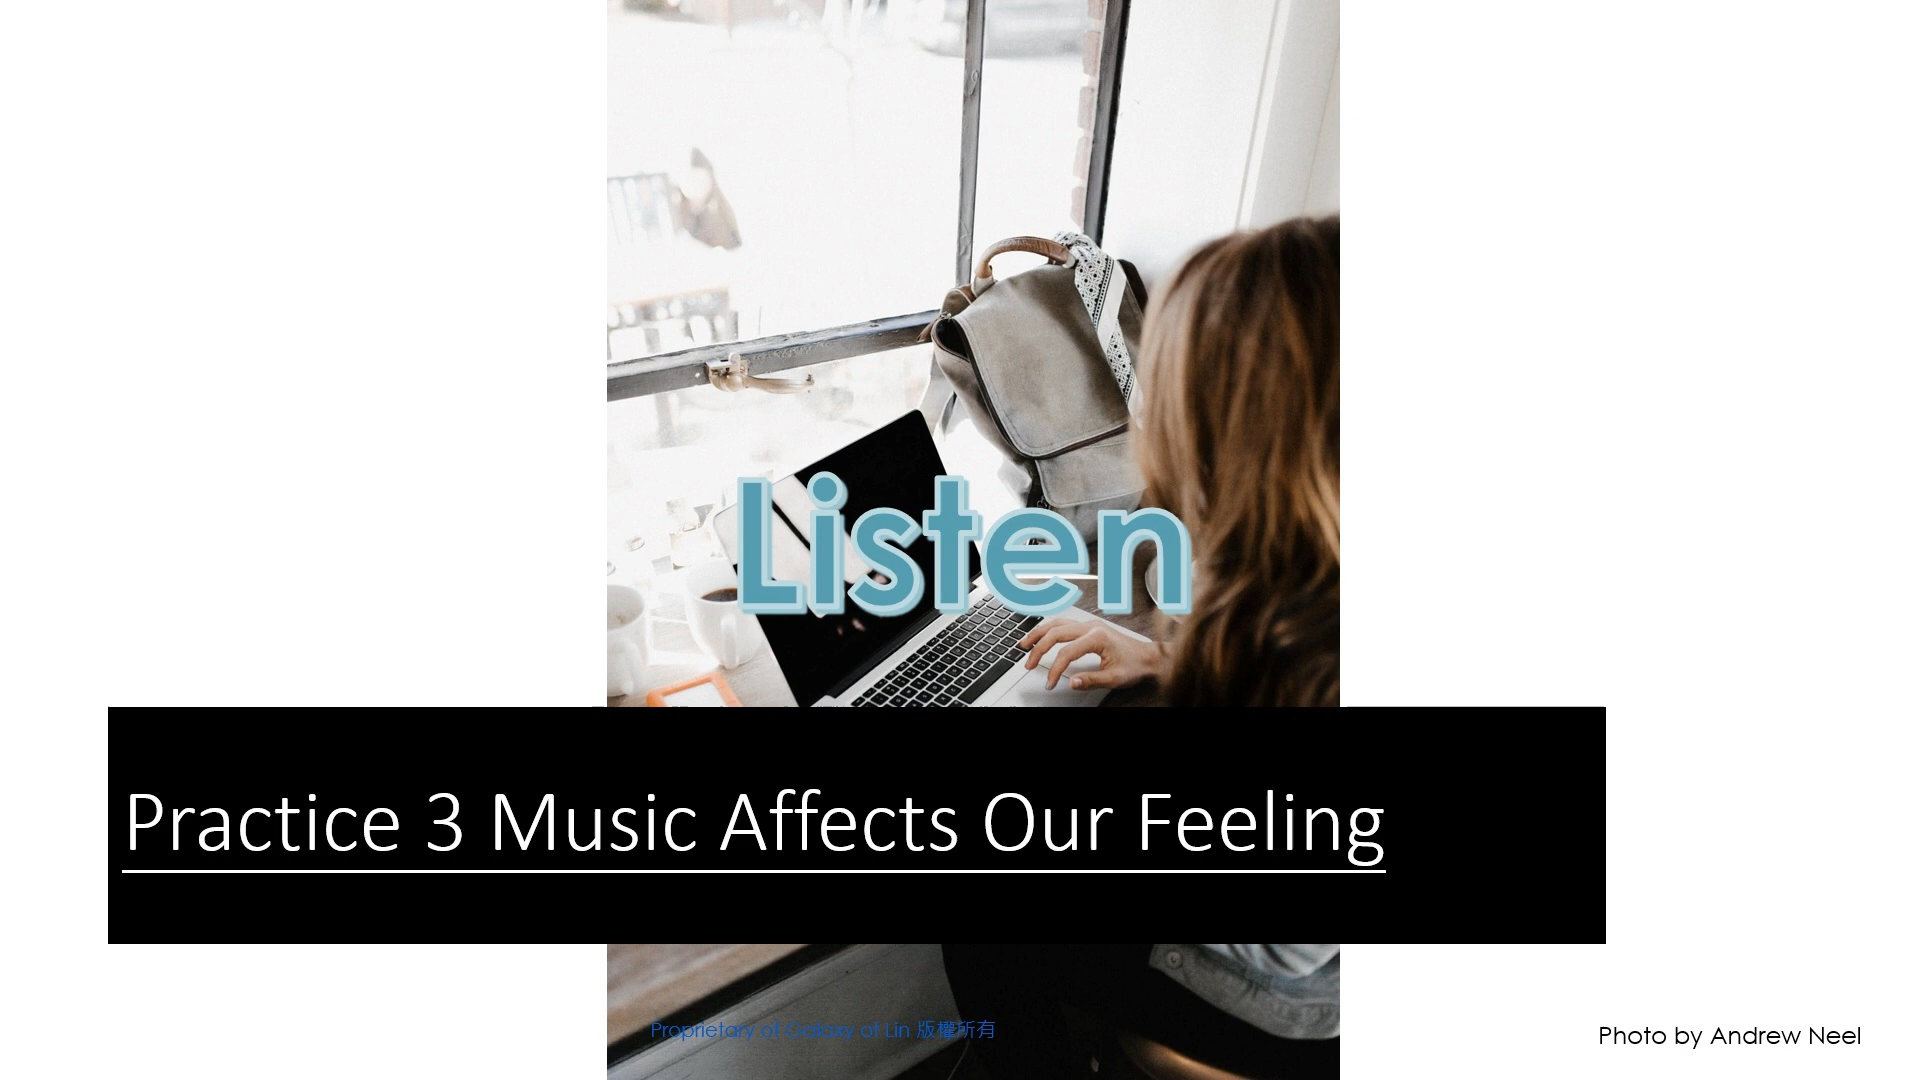 Listen
Practice 3 Music Affects Our Feeling
Proprietary of Galaxy of Lin 版權所有
Photo by Andrew Neel